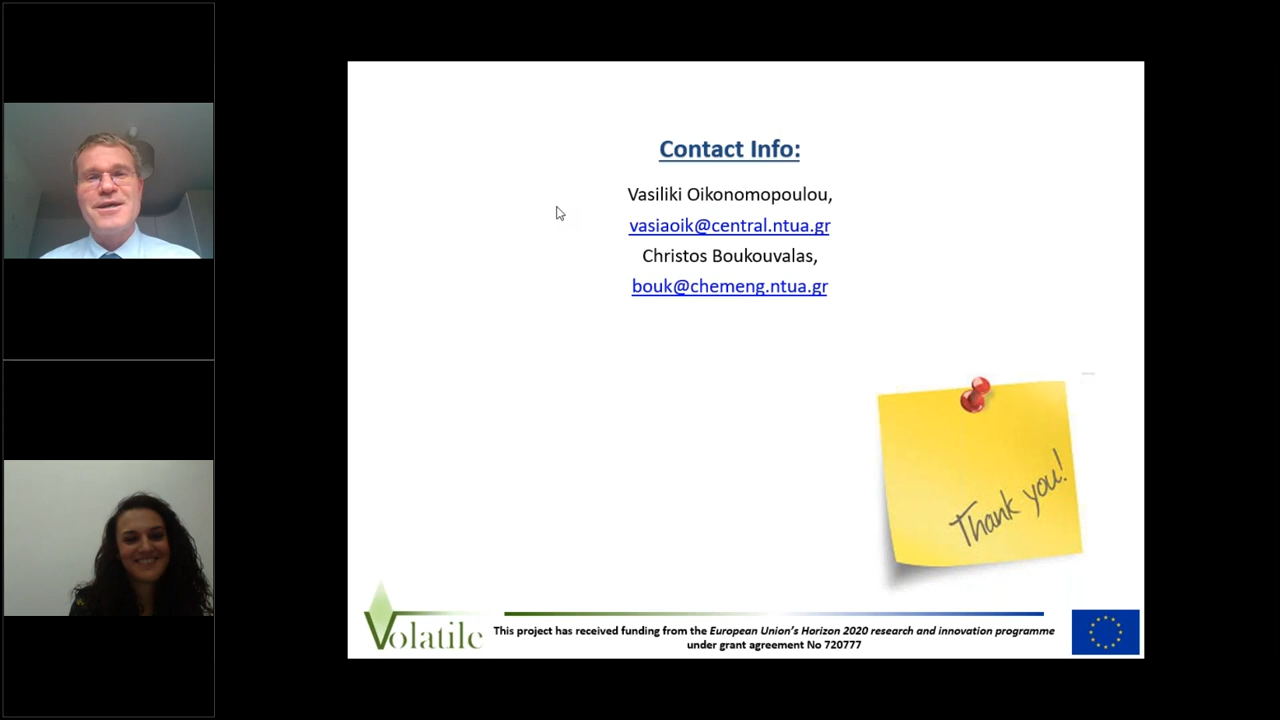 Contact Info:
Vasiliki Oikonomopoulou,
vasiaoik@central.ntua.gr
Christos Boukouvalas,
bouk@chemeng.ntua.gr
Thank you!
Volatile
This project has received funding from the European Union's Horizon 2020 research and innovation programme
under grant agreement No 720777